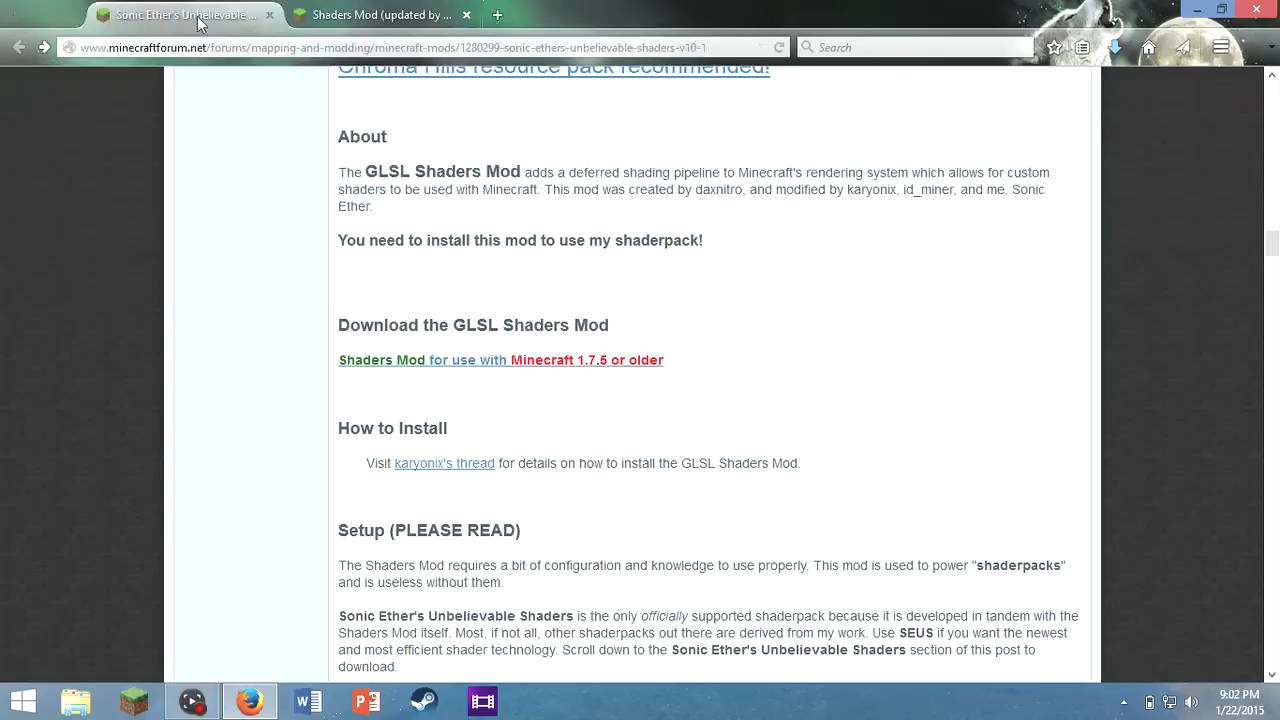 Sonic Ether's Unbelievable ...
Shaders Mod (updated by ...
www.minecraftforum.net/forums/mapping-and-modding/minecraft-mods/1280299-sonic-ethers-unbelievable-shaders-v10-1
Search
Chroma Hills resource pack recommended!
About
The GLSL Shaders Mod adds a deferred shading pipeline to Minecraft's rendering system which allows for custom
shaders to be used with Minecraft. This mod was created by daxnitro, and modified by karyonix, id_miner, and me, Sonic
Ether.
You need to install this mod to use my shaderpack!
Download the GLSL Shaders Mod
Shaders Mod for use with Minecraft 1.7.5 or older
How to Install
Visit karyonix's thread for details on how to install the GLSL Shaders Mod.
Setup (PLEASE READ)
The Shaders Mod requires a bit of configuration and knowledge to use properly. This mod is used to power "shaderpacks"
and is useless without them.
Sonic Ether's Unbelievable Shaders is the only officially supported shaderpack because it is developed in tandem with the
Shaders Mod itself. Most, if not all, other shaderpacks out there are derived from my work. Use SEUS if you want the newest
and most efficient shader technology. Scroll down to the Sonic Ether's Unbelievable Shaders section of this post to
download.
9:02 PM
1/22/2015